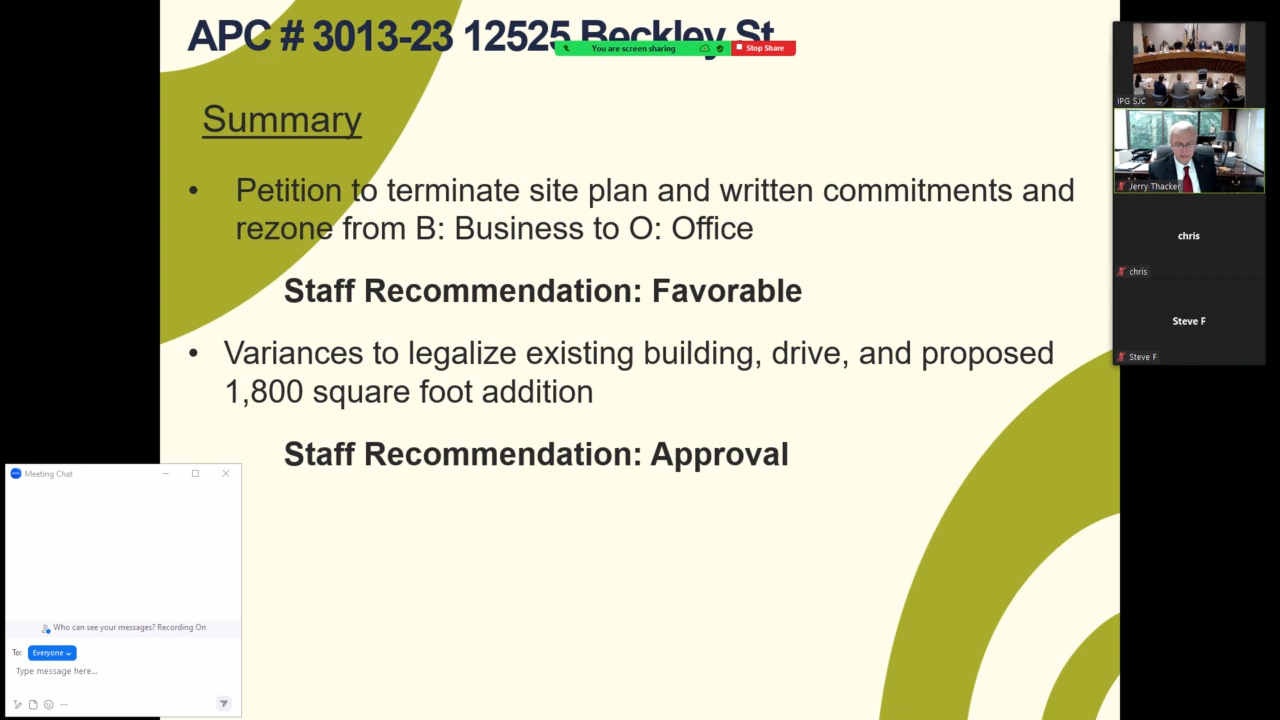 APC # 3013-23 12525 Beckley St
You are screen sharing
Stop Share
Summary
• Petition to terminate site plan and written commitments and
rezone from B: Business to O: Office
Staff Recommendation: Favorable
• Variances to legalize existing building, drive, and proposed
1,800 square foot addition
Staff Recommendation: Approval
IPG SJC
Jerry Thacker
chris
chris
Steve F
Steve F
Meeting Chat
Who can see your messages? Recording On
To: Everyone
Type message here...